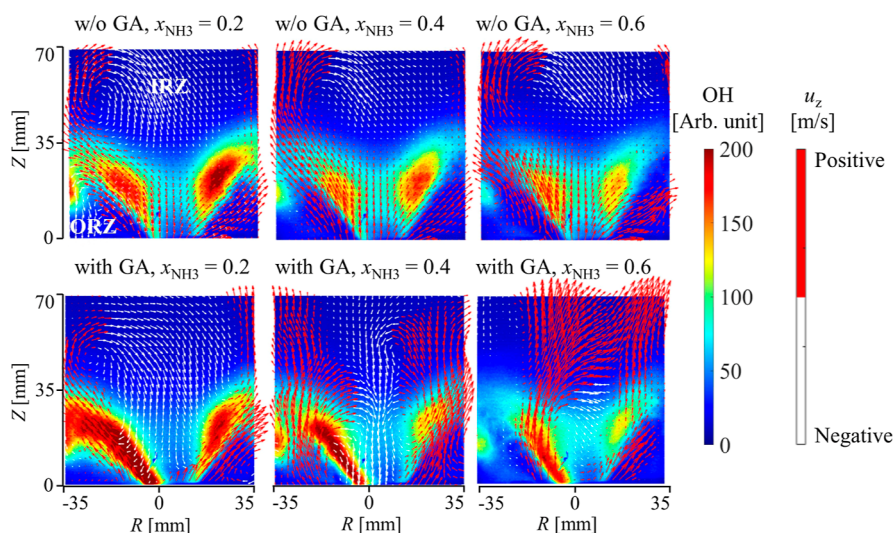 w/o GA, xNH3 = 0.2 w/o GA, xNH3 = 0.4 w/o GA, xNH3 = 0.6
70
35
0
Z [mm]
IRZ
ORZ
with GA, xNH3 = 0.2 with GA, xNH3 = 0.4 with GA, xNH3 = 0.6
70
35
0
Z [mm]
-35 0 35 -35 0 35 -35 0 35
R [mm] R [mm] R [mm]
OH
[Arb. unit]
200
150
100
50
0
uz
[m/s]
Positive
Negative